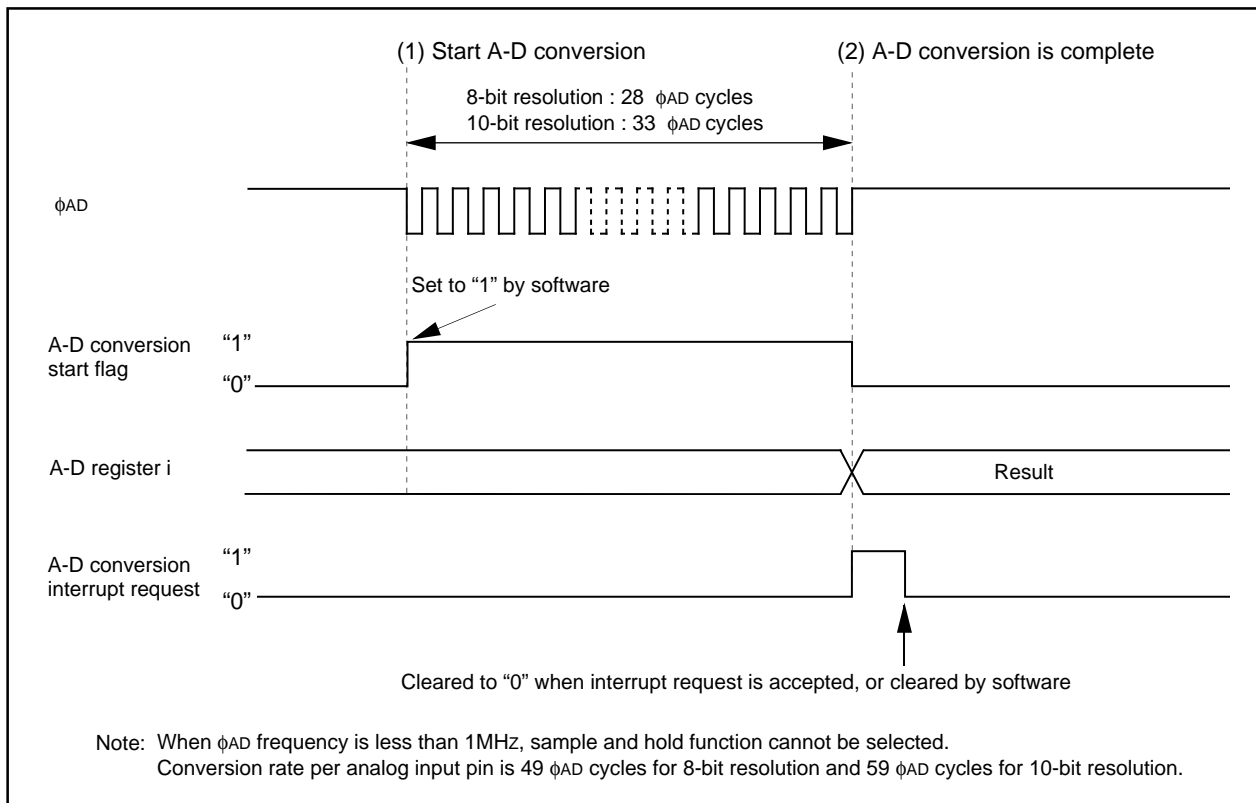 (1) Start A-D conversion
(2) A-D conversion is complete
8-bit resolution : 28 ϕAD cycles
10-bit resolution : 33 ϕAD cycles
ϕAD
Set to “1” by software
A-D conversion
start flag
“1”
“0”
A-D register i
Result
A-D conversion
interrupt request
“1”
“0”
Cleared to “0” when interrupt request is accepted, or cleared by software
Note: When ϕAD frequency is less than 1MHz, sample and hold function cannot be selected.
Conversion rate per analog input pin is 49 ϕAD cycles for 8-bit resolution and 59 ϕAD cycles for 10-bit resolution.